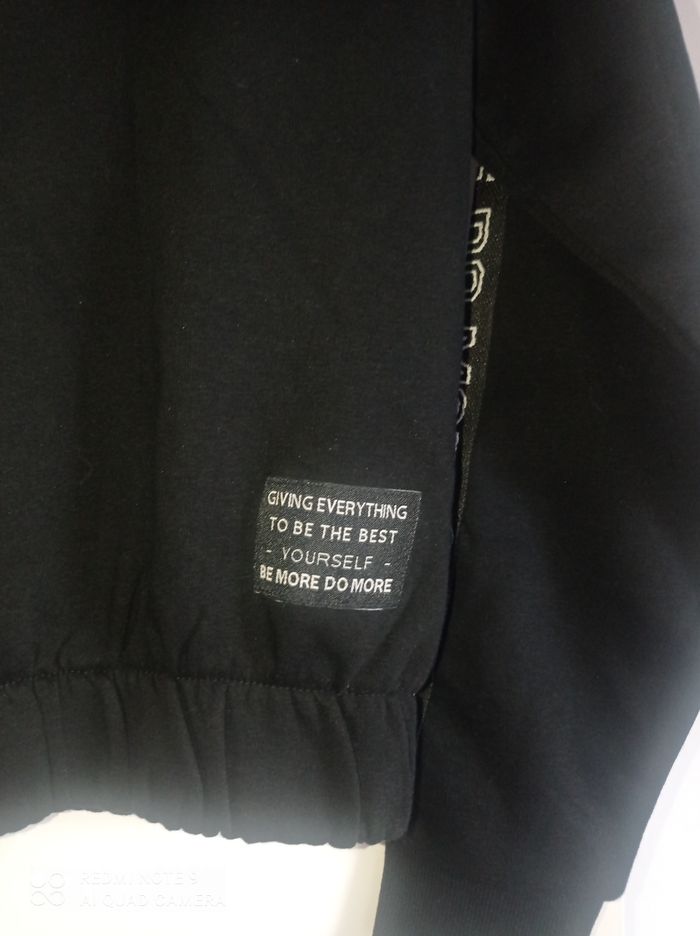 GIVING EVERYTHING
TO BE THE BEST
- YOURSELF -
BE MORE DO MORE
REDMI NOTE 9
AI QUAD CAMERA